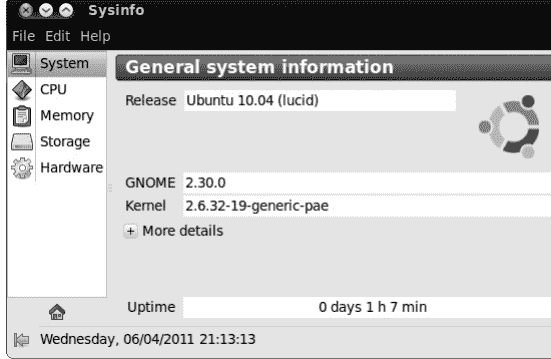 Sysinfo
File Edit Help
System
CPU
Memory
Storage
Hardware
General system information
Release Ubuntu 10.04 (lucid)
GNOME 2.30.0
Kernel 2.6.32-19-generic-pae
+ More details
Uptime 0 days 1 h 7 min
Wednesday, 06/04/2011 21:13:13